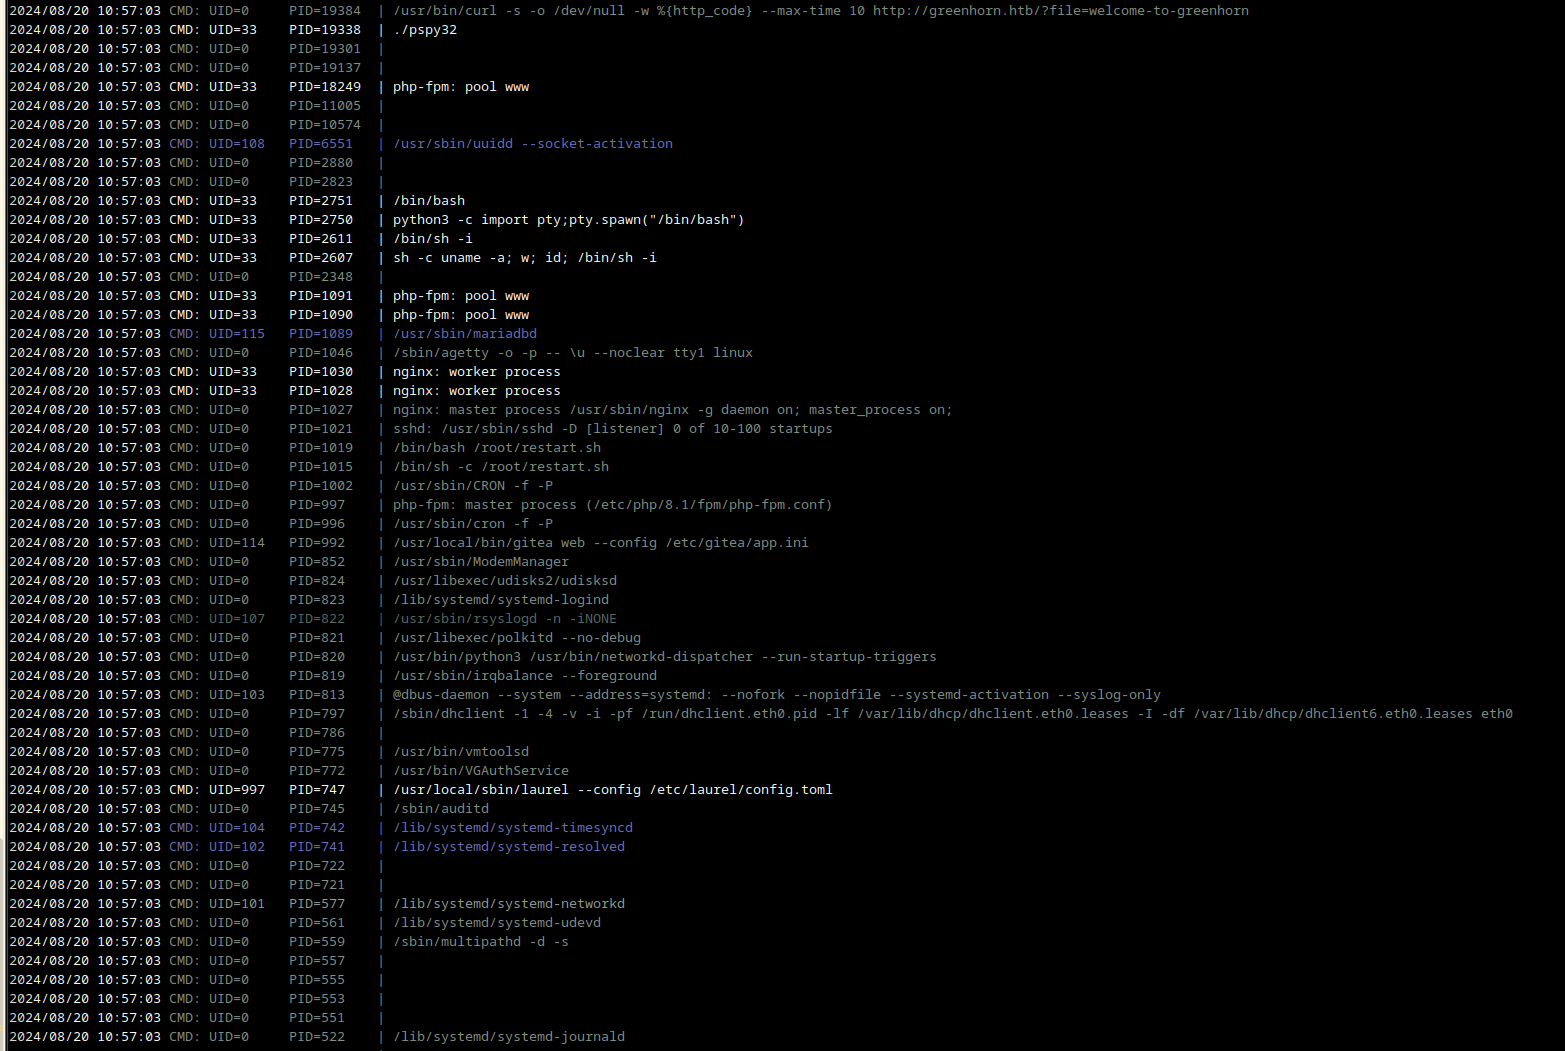 2024/08/20 10:57:03 CMD: UID=0     PID=19384  | /usr/bin/curl -s -o /dev/null -w %{http_code} --max-time 10 http://greenhorn.htb/?file=welcome-to-greenhorn
2024/08/20 10:57:03 CMD: UID=33    PID=19338  | ./pspy32
2024/08/20 10:57:03 CMD: UID=0     PID=19301  |
2024/08/20 10:57:03 CMD: UID=0     PID=19137  |
2024/08/20 10:57:03 CMD: UID=33    PID=18249  | php-fpm: pool www
2024/08/20 10:57:03 CMD: UID=0     PID=11005  |
2024/08/20 10:57:03 CMD: UID=0     PID=10574  |
2024/08/20 10:57:03 CMD: UID=108   PID=6551   | /usr/sbin/uuidd --socket-activation
2024/08/20 10:57:03 CMD: UID=0     PID=2880   |
2024/08/20 10:57:03 CMD: UID=0     PID=2823   |
2024/08/20 10:57:03 CMD: UID=33    PID=2751   | /bin/bash
2024/08/20 10:57:03 CMD: UID=33    PID=2750   | python3 -c import pty;pty.spawn("/bin/bash")
2024/08/20 10:57:03 CMD: UID=33    PID=2611   | /bin/sh -i
2024/08/20 10:57:03 CMD: UID=33    PID=2607   | sh -c uname -a; w; id; /bin/sh -i
2024/08/20 10:57:03 CMD: UID=0     PID=2348   |
2024/08/20 10:57:03 CMD: UID=33    PID=1091   | php-fpm: pool www
2024/08/20 10:57:03 CMD: UID=33    PID=1090   | php-fpm: pool www
2024/08/20 10:57:03 CMD: UID=115   PID=1089   | /usr/sbin/mariadbd
2024/08/20 10:57:03 CMD: UID=0     PID=1046   | /sbin/agetty -o -p -- \u --noclear tty1 linux
2024/08/20 10:57:03 CMD: UID=33    PID=1030   | nginx: worker process
2024/08/20 10:57:03 CMD: UID=33    PID=1028   | nginx: worker process
2024/08/20 10:57:03 CMD: UID=0     PID=1027   | nginx: master process /usr/sbin/nginx -g daemon on; master_process on;
2024/08/20 10:57:03 CMD: UID=0     PID=1021   | sshd: /usr/sbin/sshd -D [listener] 0 of 10-100 startups
2024/08/20 10:57:03 CMD: UID=0     PID=1019   | /bin/bash /root/restart.sh
2024/08/20 10:57:03 CMD: UID=0     PID=1015   | /bin/sh -c /root/restart.sh
2024/08/20 10:57:03 CMD: UID=0     PID=1002   | /usr/sbin/CRON -f -P
2024/08/20 10:57:03 CMD: UID=0     PID=997    | php-fpm: master process (/etc/php/8.1/fpm/php-fpm.conf)
2024/08/20 10:57:03 CMD: UID=0     PID=996    | /usr/sbin/cron -f -P
2024/08/20 10:57:03 CMD: UID=114   PID=992    | /usr/local/bin/gitea web --config /etc/gitea/app.ini
2024/08/20 10:57:03 CMD: UID=0     PID=852    | /usr/sbin/ModemManager
2024/08/20 10:57:03 CMD: UID=0     PID=824    | /usr/libexec/udisks2/udisksd
2024/08/20 10:57:03 CMD: UID=0     PID=823    | /lib/systemd/systemd-logind
2024/08/20 10:57:03 CMD: UID=107   PID=822    | /usr/sbin/rsyslogd -n -iNONE
2024/08/20 10:57:03 CMD: UID=0     PID=821    | /usr/libexec/polkitd --no-debug
2024/08/20 10:57:03 CMD: UID=0     PID=820    | /usr/bin/python3 /usr/bin/networkd-dispatcher --run-startup-triggers
2024/08/20 10:57:03 CMD: UID=0     PID=819    | /usr/sbin/irqbalance --foreground
2024/08/20 10:57:03 CMD: UID=103   PID=813    | @dbus-daemon --system --address=systemd: --nofork --nopidfile --systemd-activation --syslog-only
2024/08/20 10:57:03 CMD: UID=0     PID=797    | /sbin/dhclient -1 -4 -v -i -pf /run/dhclient.eth0.pid -lf /var/lib/dhcp/dhclient.eth0.leases -I -df /var/lib/dhcp/dhclient6.eth0.leases eth0
2024/08/20 10:57:03 CMD: UID=0     PID=786    |
2024/08/20 10:57:03 CMD: UID=0     PID=775    | /usr/bin/vmtoolsd
2024/08/20 10:57:03 CMD: UID=0     PID=772    | /usr/bin/VGAuthService
2024/08/20 10:57:03 CMD: UID=997   PID=747    | /usr/local/sbin/laurel --config /etc/laurel/config.toml
2024/08/20 10:57:03 CMD: UID=0     PID=745    | /sbin/auditd
2024/08/20 10:57:03 CMD: UID=104   PID=742    | /lib/systemd/systemd-timesyncd
2024/08/20 10:57:03 CMD: UID=102   PID=741    | /lib/systemd/systemd-resolved
2024/08/20 10:57:03 CMD: UID=0     PID=722    |
2024/08/20 10:57:03 CMD: UID=0     PID=721    |
2024/08/20 10:57:03 CMD: UID=101   PID=577    | /lib/systemd/systemd-networkd
2024/08/20 10:57:03 CMD: UID=0     PID=561    | /lib/systemd/systemd-udevd
2024/08/20 10:57:03 CMD: UID=0     PID=559    | /sbin/multipathd -d -s
2024/08/20 10:57:03 CMD: UID=0     PID=557    |
2024/08/20 10:57:03 CMD: UID=0     PID=555    |
2024/08/20 10:57:03 CMD: UID=0     PID=553    |
2024/08/20 10:57:03 CMD: UID=0     PID=551    |
2024/08/20 10:57:03 CMD: UID=0     PID=522    | /lib/systemd/systemd-journald